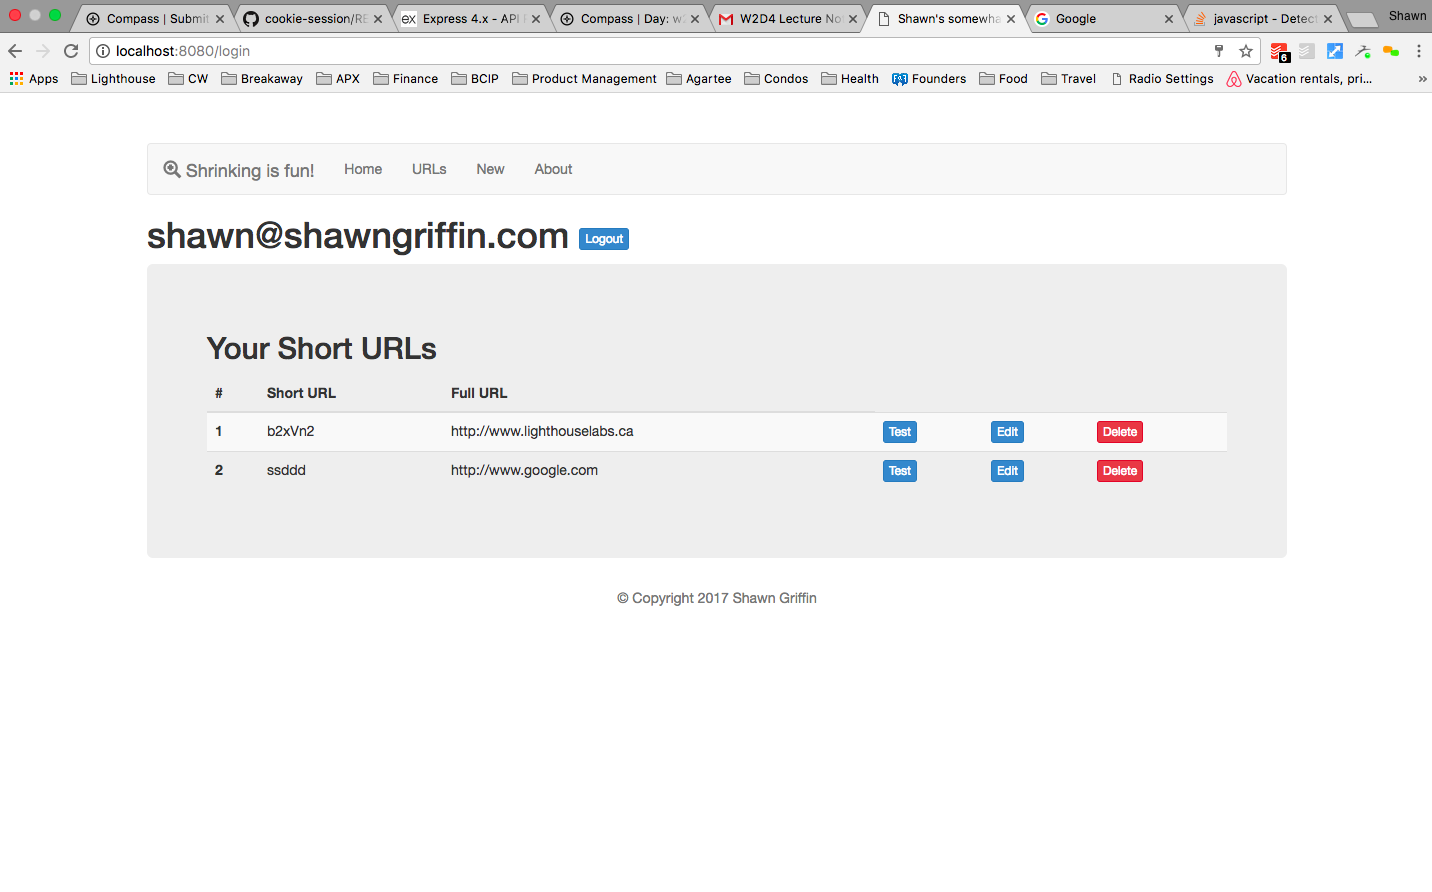 Compass | Submit cookie-session/RE Express 4.x - API R Compass | Day: w2 W2D4 Lecture No Shawn's somewha Google javascript - Detect Shawn
localhost:8080/login 6
Apps Lighthouse CW Breakaway APX Finance BCIP Product Management Agartee Condos Health Founders Food Travel Radio Settings Vacation rentals, pri... »
Shrinking is fun! Home URLs New About
shawn@shawngriffin.com Logout
Your Short URLs
# Short URL Full URL
1 b2xVn2 http://www.lighthouselabs.ca Test Edit Delete
2 ssddd http://www.google.com Test Edit Delete
© Copyright 2017 Shawn Griffin